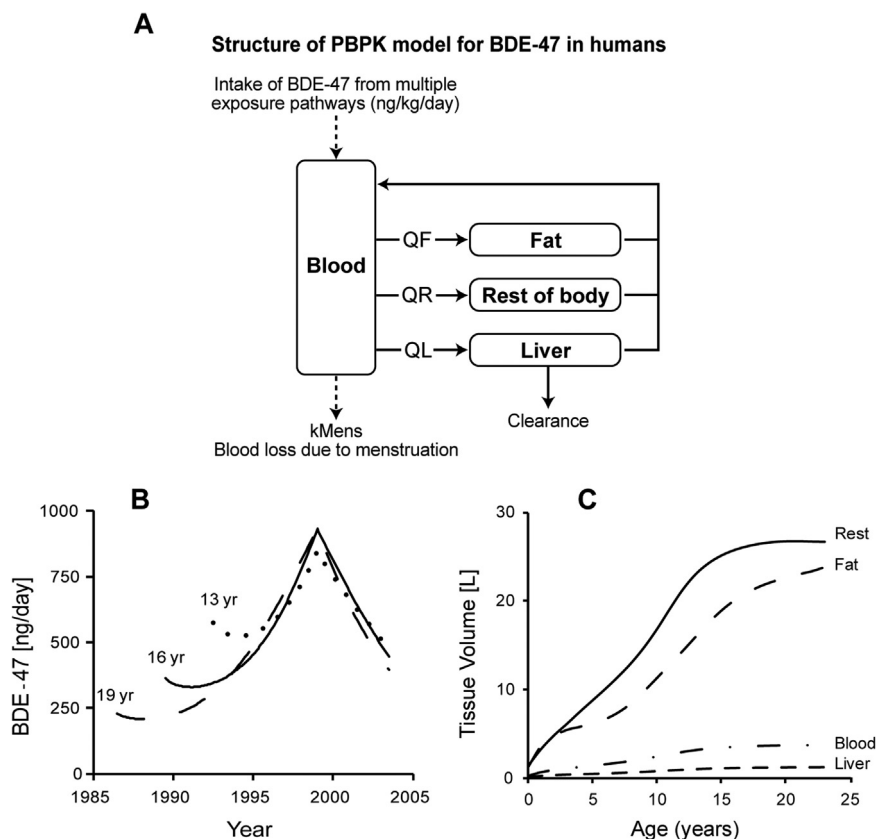 A
Structure of PBPK model for BDE-47 in humans
Intake of BDE-47 from multiple
exposure pathways (ng/kg/day)
Blood
QF
Fat
QR
Rest of body
QL
Liver
kMens
Blood loss due to menstruation
Clearance
B
BDE-47 [ng/day]
1000
750
500
250
0
13 yr
16 yr
19 yr
1985
1990
1995
2000
2005
Year
C
Tissue Volume [L]
30
20
10
0
Rest
Fat
Blood
Liver
0
5
10
15
20
25
Age (years)